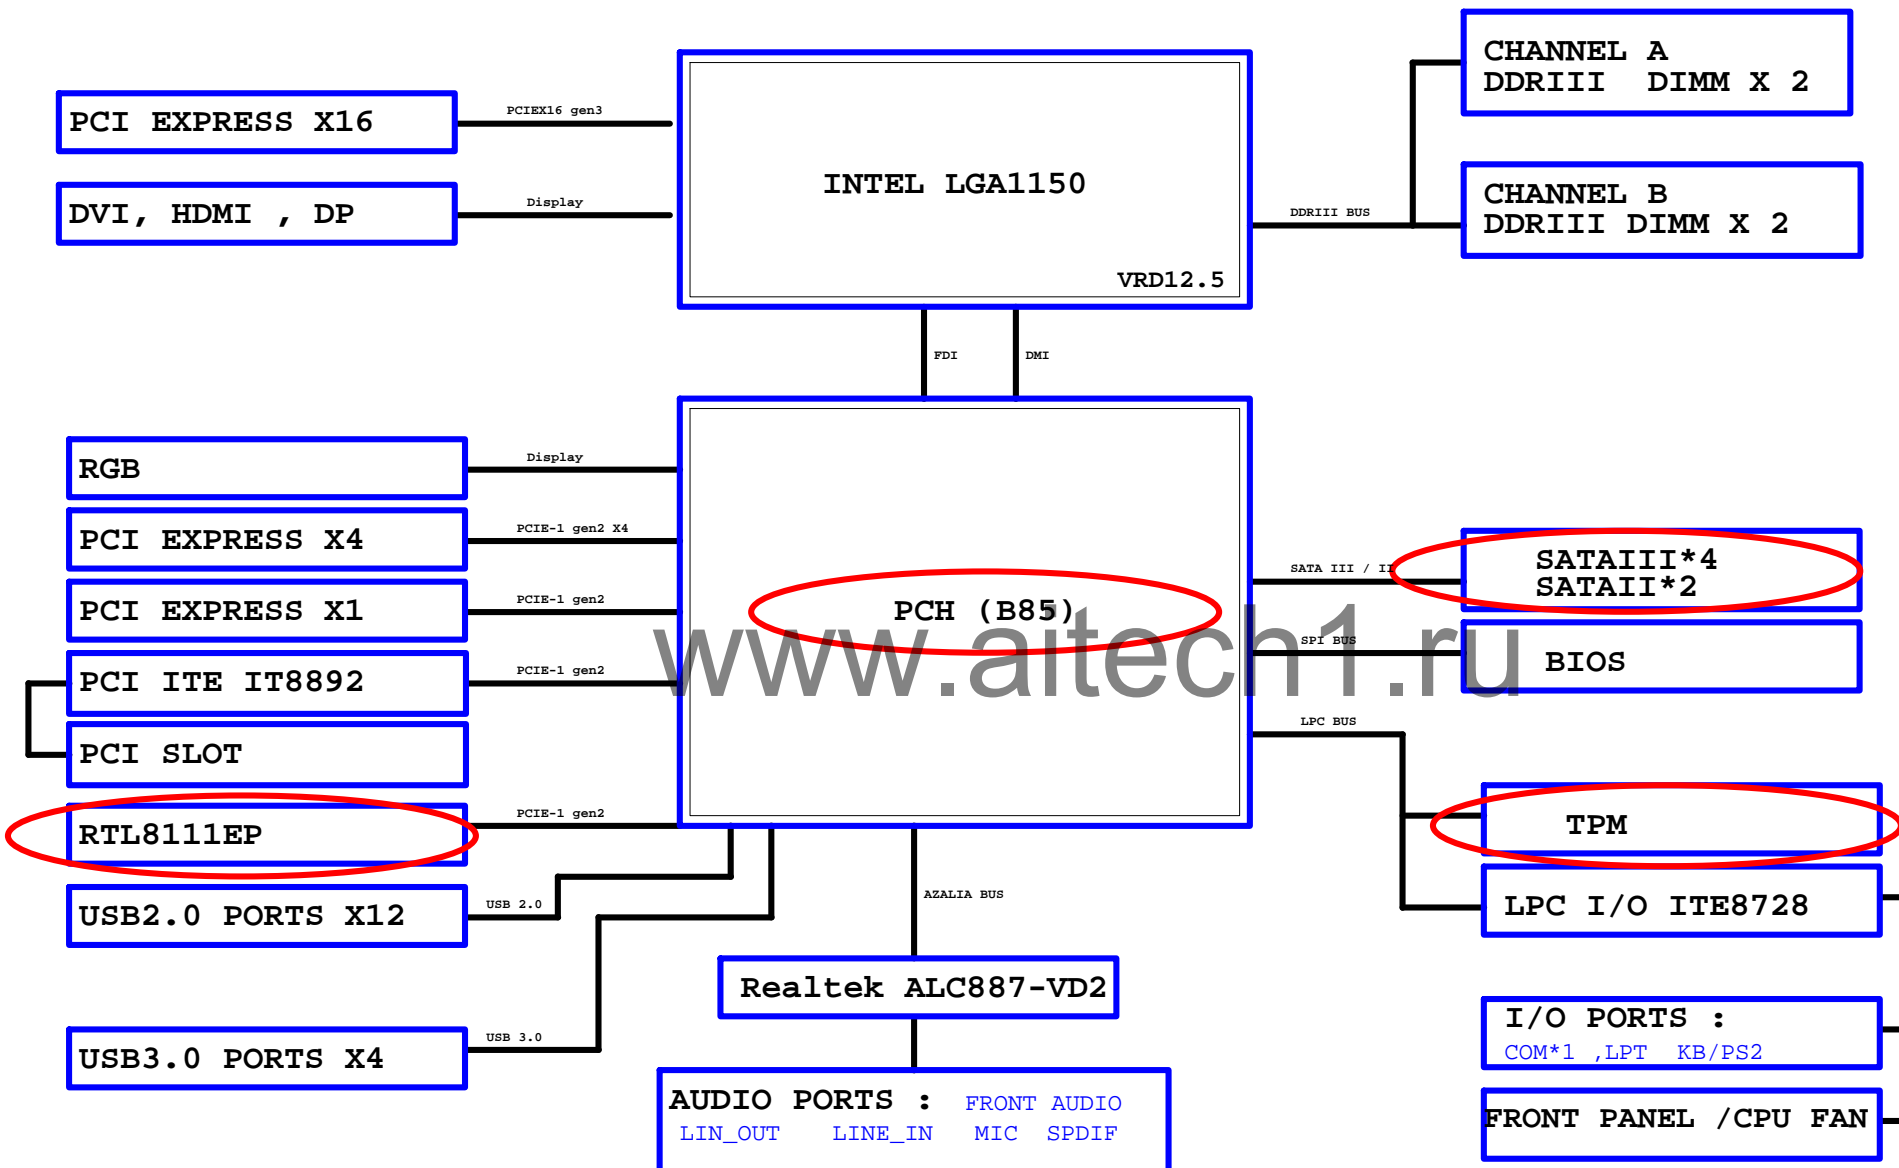 CHANNEL A
DDRIII DIMM X 2
PCI EXPRESS X16
PCIEX16 gen3
INTEL LGA1150
DVI, HDMI , DP
Display
DDRIII BUS
CHANNEL B
DDRIII DIMM X 2
VRD12.5
FDI
DMI
RGB
Display
PCI EXPRESS X4
PCIE-1 gen2 X4
PCI EXPRESS X1
PCIE-1 gen2
PCH (B85)
SATA III / II
SATAIII*4
SATAII*2
www.aitech1.ru
SPI BUS
BIOS
PCI ITE IT8892
PCIE-1 gen2
PCI SLOT
LPC BUS
RTL8111EP
PCIE-1 gen2
TPM
USB2.0 PORTS X12
USB 2.0
AZALIA BUS
LPC I/O ITE8728
Realtek ALC887-VD2
USB3.0 PORTS X4
USB 3.0
I/O PORTS :
COM*1 ,LPT KB/PS2
AUDIO PORTS : FRONT AUDIO
LIN_OUT LINE_IN MIC SPDIF
FRONT PANEL /CPU FAN